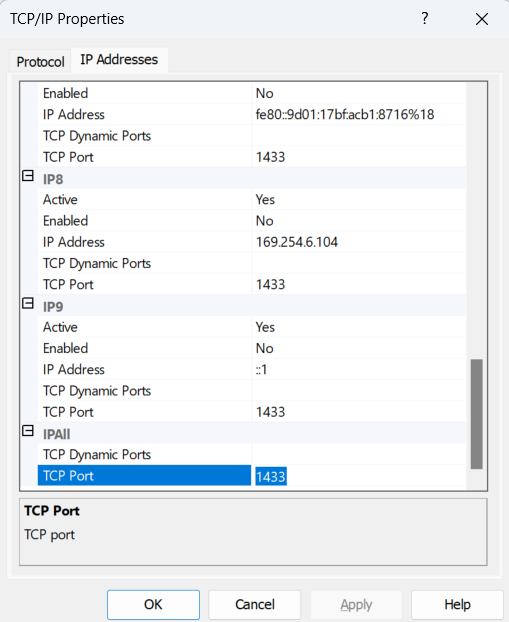 TCP/IP Properties ?
Protocol IP Addresses
Enabled No
IP Address fe80::9d01:17bf:acb1:8716%18
TCP Dynamic Ports
TCP Port 1433
IP8
Active Yes
Enabled No
IP Address 169.254.6.104
TCP Dynamic Ports
TCP Port 1433
IP9
Active Yes
Enabled No
IP Address ::1
TCP Dynamic Ports
TCP Port 1433
IPAll
TCP Dynamic Ports
TCP Port 1433
TCP Port
TCP port
OK Cancel Apply Help